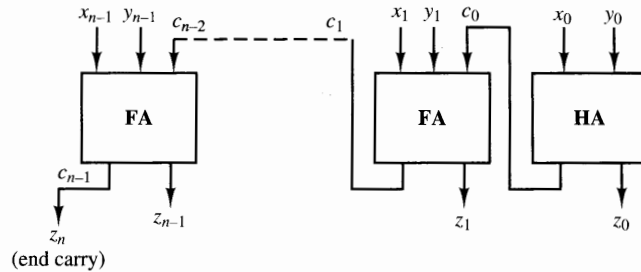 x_{n-1} y_{n-1} c_{n-2} c_1 x_1 y_1 c_0 x_0 y_0
FA FA HA
c_{n-1}
z_n z_{n-1} z_1 z_0
(end carry)